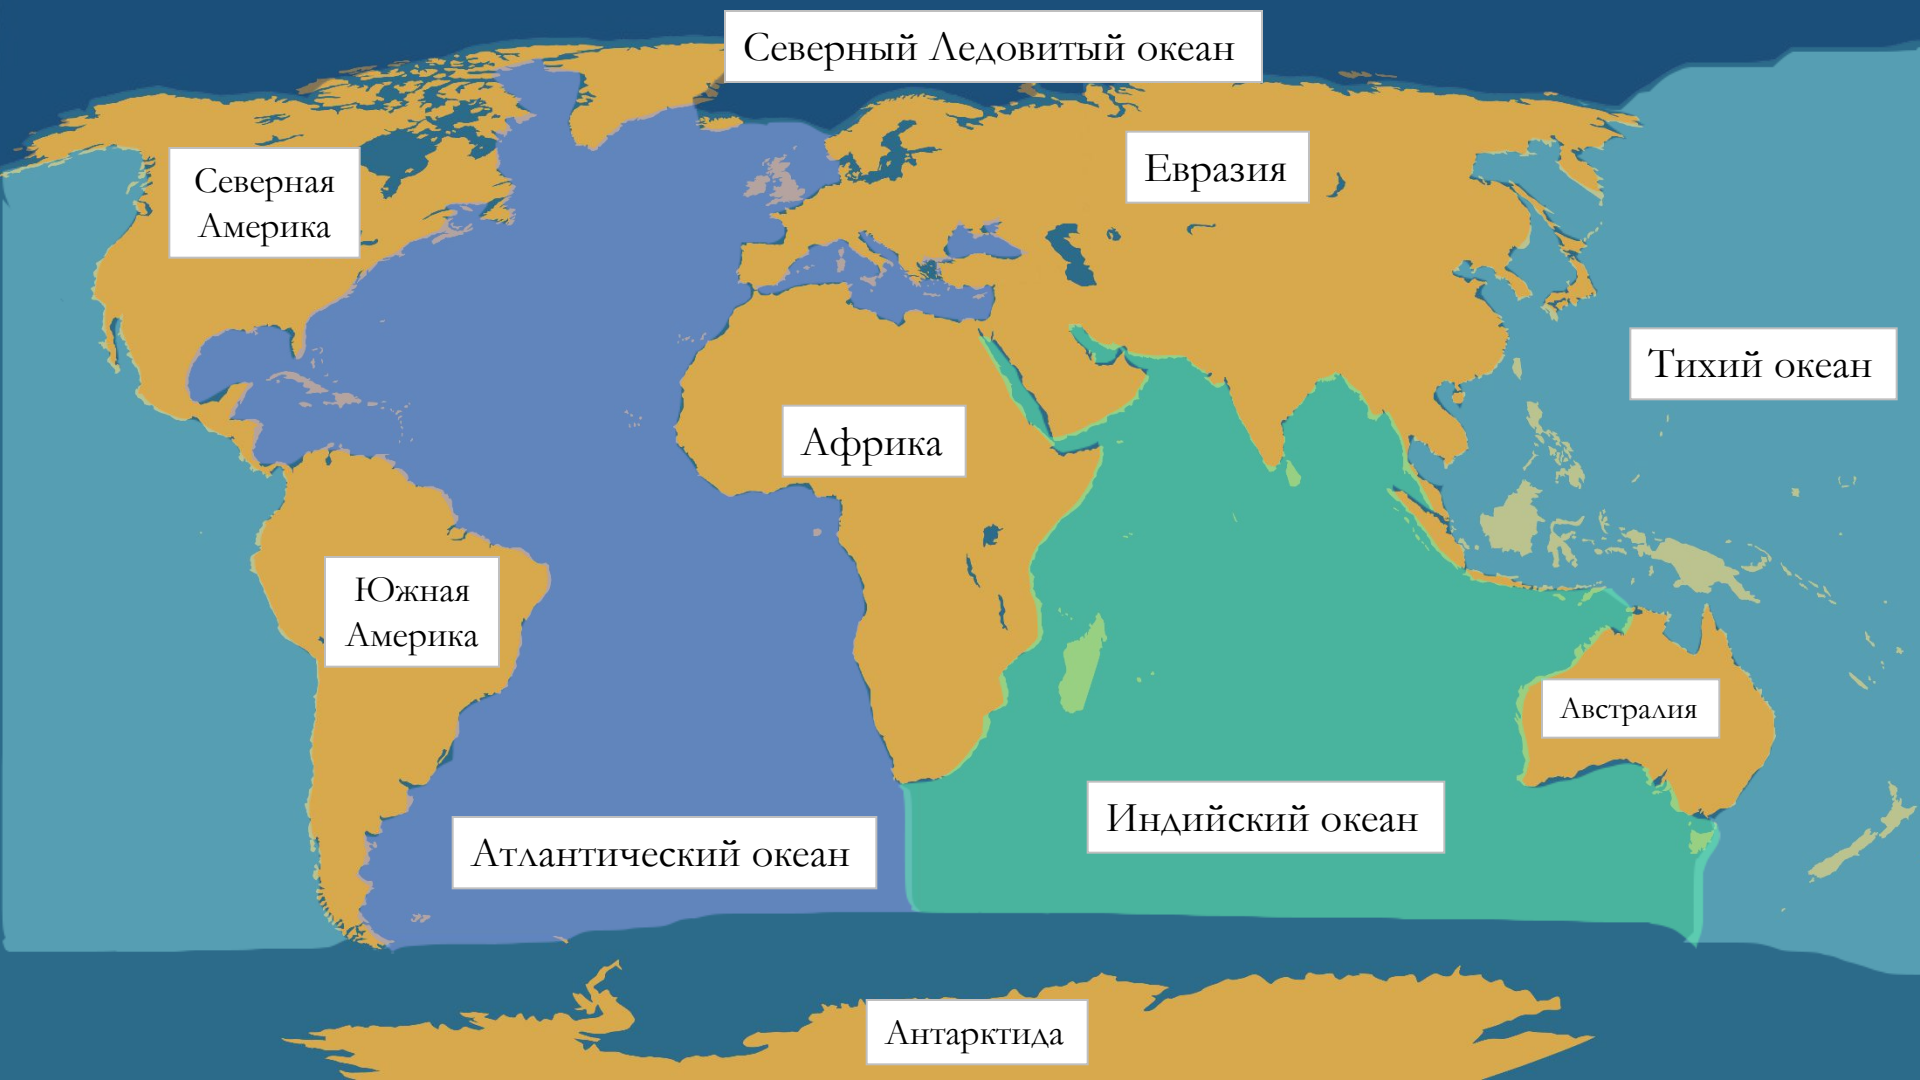 Северный Ледовитый океан
Евразия
Северная
Америка
Тихий океан
Африка
Южная
Америка
Австралия
Индийский океан
Атлантический океан
Антарктида